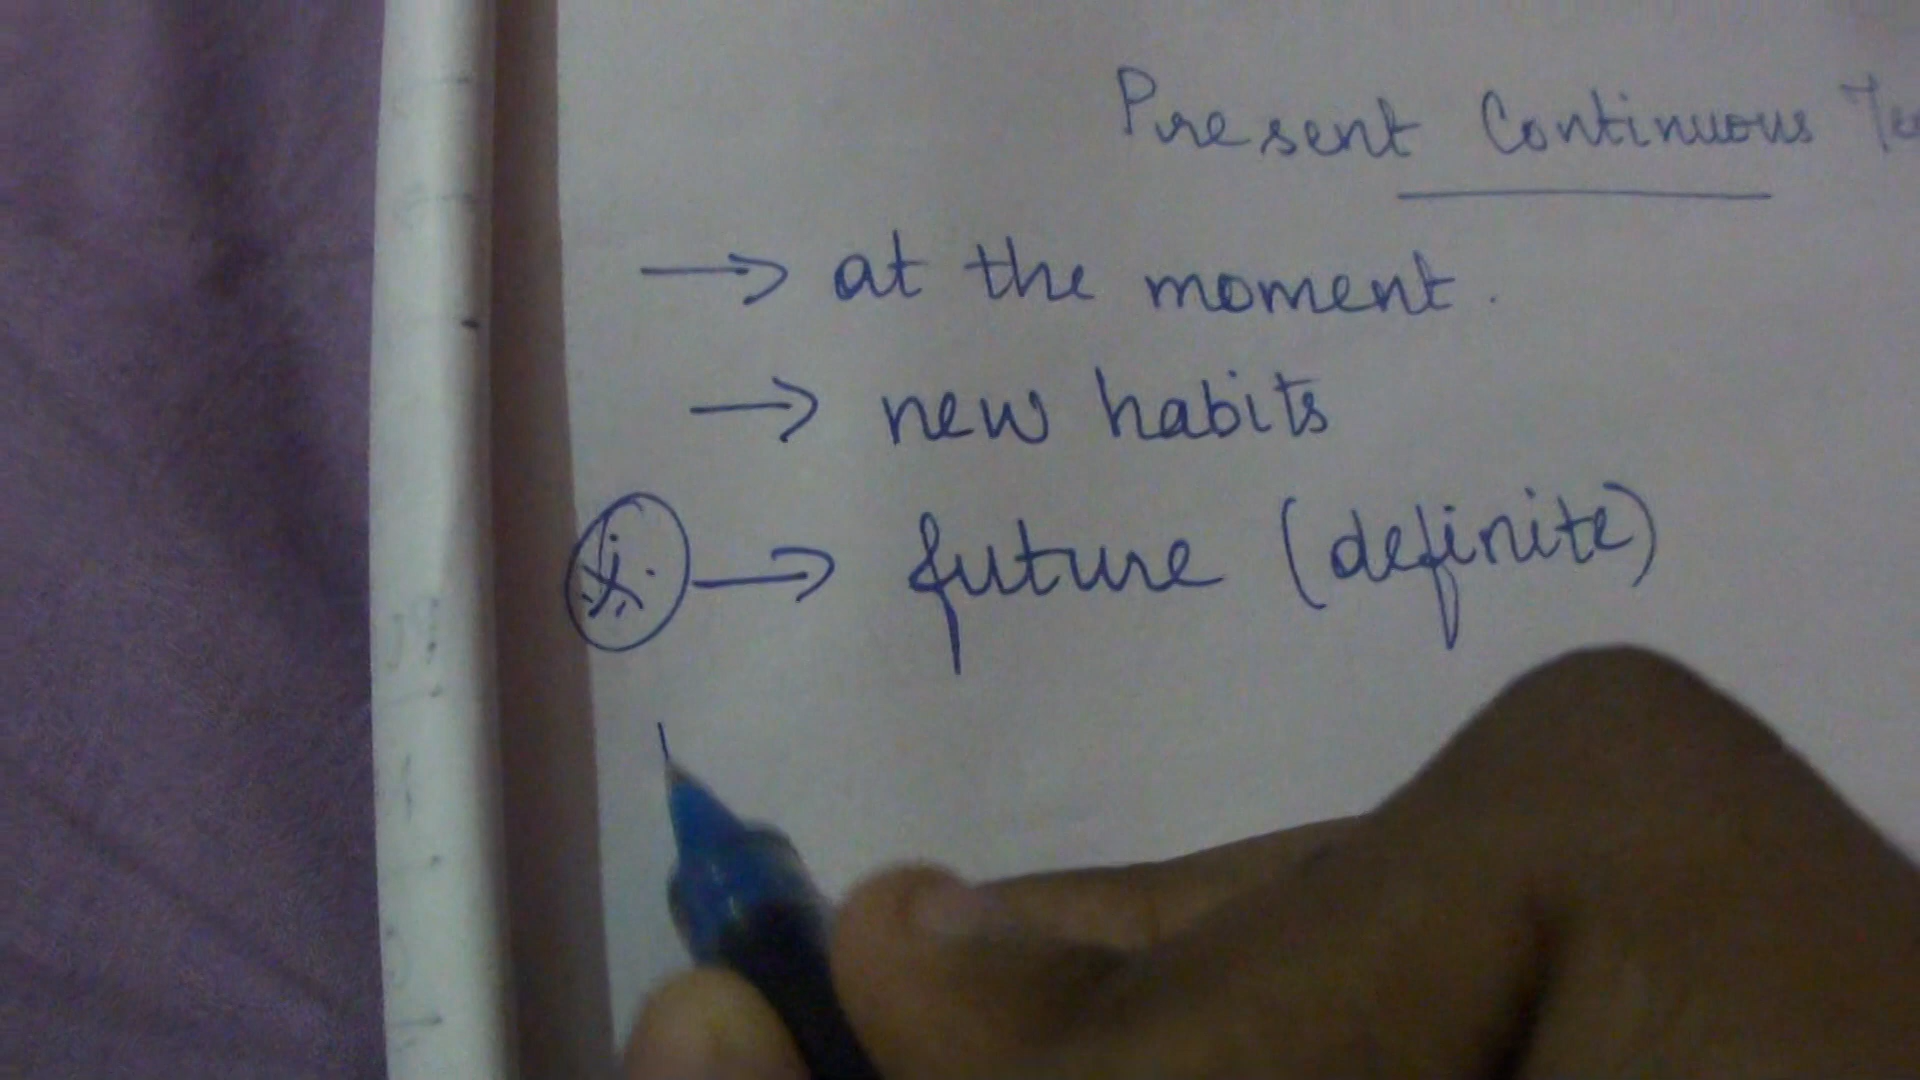 Present Continuous
→ at the moment.
→ new habits
→ future (definite)